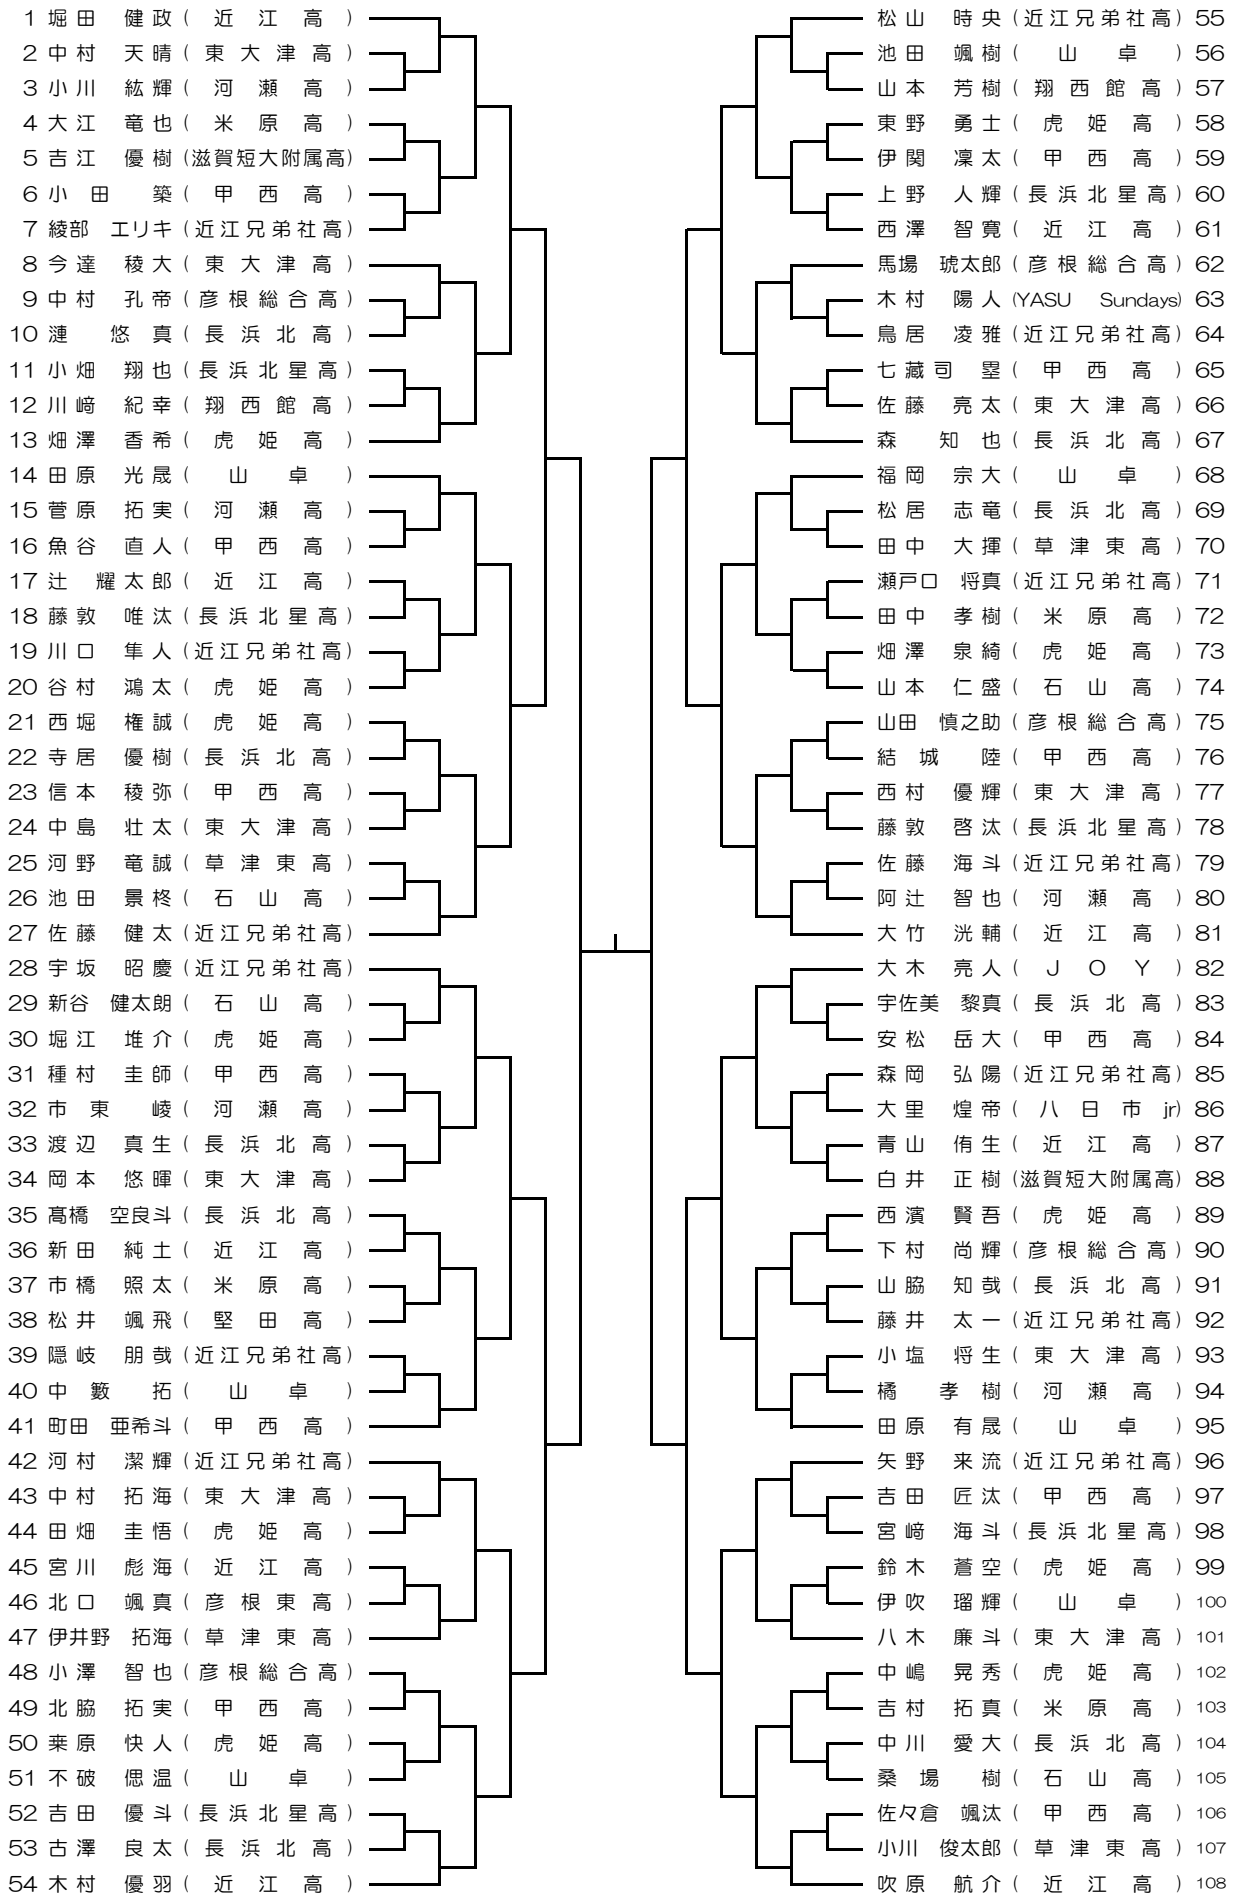 1 堀田 健政 (近江高)
2 中村 天晴 (東大津高)
3 小川 紘輝 (河瀬高)
4 大江 竜也 (米原高)
5 吉江 優樹 (滋賀短大附属高)
6 小田 築 (甲西高)
7 綾部 エリキ (近江兄弟社高)
8 今達 稜大 (東大津高)
9 中村 孔帝 (彦根総合高)
10 漣 悠真 (長浜北高)
11 小畑 翔也 (長浜北星高)
12 川﨑 紀幸 (翔西館高)
13 畑澤 香希 (虎姫高)
14 田原 光晟 (山卓)
15 菅原 拓実 (河瀬高)
16 魚谷 直人 (甲西高)
17 辻 耀太郎 (近江高)
18 藤敦 唯汰 (長浜北星高)
19 川口 隼人 (近江兄弟社高)
20 谷村 鴻太 (虎姫高)
21 西堀 権誠 (虎姫高)
22 寺居 優樹 (長浜北高)
23 信本 稜弥 (甲西高)
24 中島 壮太 (東大津高)
25 河野 竜誠 (草津東高)
26 池田 景柊 (石山高)
27 佐藤 健太 (近江兄弟社高)
28 宇坂 昭慶 (近江兄弟社高)
29 新谷 健太朗 (石山高)
30 堀江 堆介 (虎姫高)
31 種村 圭師 (甲西高)
32 市東 崚 (河瀬高)
33 渡辺 真生 (長浜北高)
34 岡本 悠暉 (東大津高)
35 髙橋 空良斗 (長浜北高)
36 新田 純土 (近江高)
37 市橋 照太 (米原高)
38 松井 颯飛 (堅田高)
39 隠岐 朋哉 (近江兄弟社高)
40 中籔 拓 (山卓)
41 町田 亜希斗 (甲西高)
42 河村 潔輝 (近江兄弟社高)
43 中村 拓海 (東大津高)
44 田畑 圭悟 (虎姫高)
45 宮川 彪海 (近江高)
46 北口 颯真 (彦根東高)
47 伊井野 拓海 (草津東高)
48 小澤 智也 (彦根総合高)
49 北脇 拓実 (甲西高)
50 来原 快人 (虎姫高)
51 不破 偲温 (山卓)
52 吉田 優斗 (長浜北星高)
53 古澤 良太 (長浜北高)
54 木村 優羽 (近江高)
松山 時央 (近江兄弟社高) 55
池田 颯樹 (山卓) 56
山本 芳樹 (翔西館高) 57
東野 勇士 (虎姫高) 58
伊関 凜太 (甲西高) 59
上野 人輝 (長浜北星高) 60
西澤 智寛 (近江高) 61
馬場 琥太郎 (彦根総合高) 62
木村 陽人 (YASU Sundays) 63
鳥居 凌雅 (近江兄弟社高) 64
七藏司 塁 (甲西高) 65
佐藤 亮太 (東大津高) 66
森 知也 (長浜北高) 67
福岡 宗大 (山卓) 68
松居 志竜 (長浜北高) 69
田中 大揮 (草津東高) 70
瀬戸口 将真 (近江兄弟社高) 71
田中 孝樹 (米原高) 72
畑澤 泉綺 (虎姫高) 73
山本 仁盛 (石山高) 74
山田 慎之助 (彦根総合高) 75
結城 陸 (甲西高) 76
西村 優輝 (東大津高) 77
藤敦 啓汰 (長浜北星高) 78
佐藤 海斗 (近江兄弟社高) 79
阿辻 智也 (河瀬高) 80
大竹 洸輔 (近江高) 81
大木 亮人 (JOY) 82
宇佐美 黎真 (長浜北高) 83
安松 岳大 (甲西高) 84
森岡 弘陽 (近江兄弟社高) 85
大里 煌帝 (八日市jr) 86
青山 侑生 (近江高) 87
白井 正樹 (滋賀短大附属高) 88
西濱 賢吾 (虎姫高) 89
下村 尚輝 (彦根総合高) 90
山脇 知哉 (長浜北高) 91
藤井 太一 (近江兄弟社高) 92
小塩 将生 (東大津高) 93
橘 孝樹 (河瀬高) 94
田原 有晟 (山卓) 95
矢野 来流 (近江兄弟社高) 96
吉田 匠汰 (甲西高) 97
宮﨑 海斗 (長浜北星高) 98
鈴木 蒼空 (虎姫高) 99
伊吹 瑠輝 (山卓) 100
八木 廉斗 (東大津高) 101
中嶋 晃秀 (虎姫高) 102
吉村 拓真 (米原高) 103
中川 愛大 (長浜北高) 104
桑場 樹 (石山高) 105
佐々倉 颯汰 (甲西高) 106
小川 俊太郎 (草津東高) 107
吹原 航介 (近江高) 108